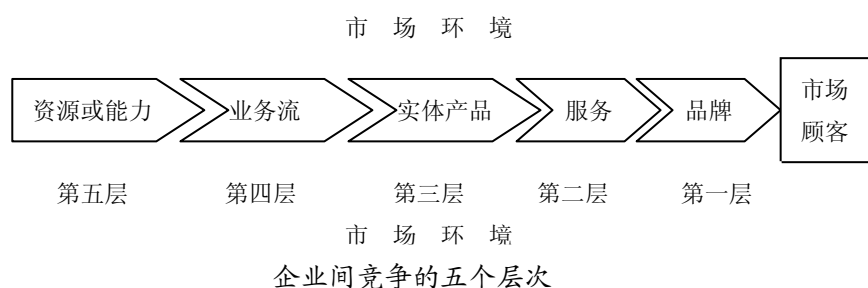 市 场 环 境
资源或能力 业务流 实体产品 服务 品牌 市场
顾客
第五层 第四层 第三层 第二层 第一层
市 场 环 境
企业间竞争的五个层次